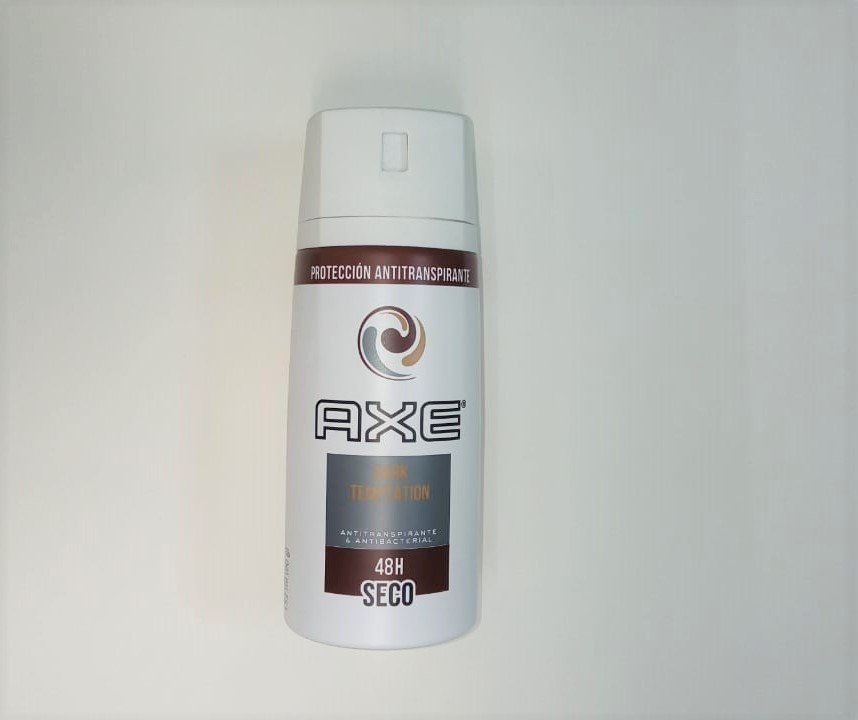 PROTECCIÓN ANTITRANSPIRANTE
AXE®
DARK
TEMPTATION
ANTITRANSPIRANTE
& ANTIBACTERIAL
48H
SECO